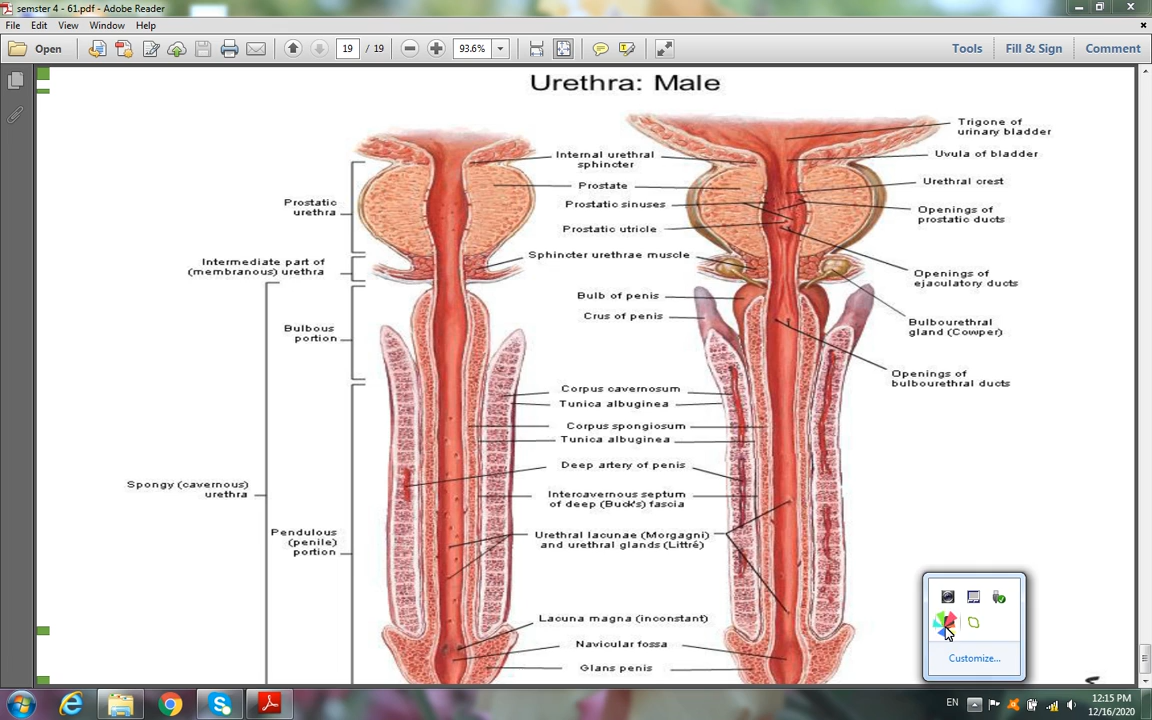 semster 4 - 61.pdf - Adobe Reader
File Edit View Window Help
Open 19 / 19 93.6% Tools Fill & Sign Comment
Urethra: Male
Trigone of
urinary bladder
Uvula of bladder
Urethral crest
Openings of
prostatic ducts
Openings of
ejaculatory ducts
Bulbourethral
gland (Cowper)
Openings of
bulbourethral ducts
Internal urethral
sphincter
Prostate
Prostatic sinuses
Prostatic utricle
Sphincter urethrae muscle
Bulb of penis
Crus of penis
Corpus cavernosum
Tunica albuginea
Corpus spongiosum
Tunica albuginea
Deep artery of penis
Intercavernous septum
of deep (Buck's) fascia
Urethral lacunae (Morgagni)
and urethral glands (Littré)
Lacuna magna (inconstant)
Navicular fossa
Glans penis
Prostatic
urethra
Intermediate part of
(membranous) urethra
Bulbous
portion
Spongy (cavernous)
urethra
Pendulous
(penile)
portion
Customize...
EN
12:15 PM
12/16/2020